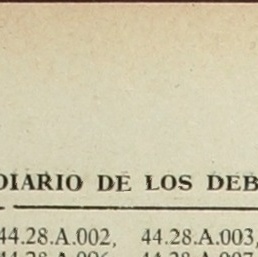 DIARIO DE LOS DEB
44.28.A.002, 44.28.A.003,